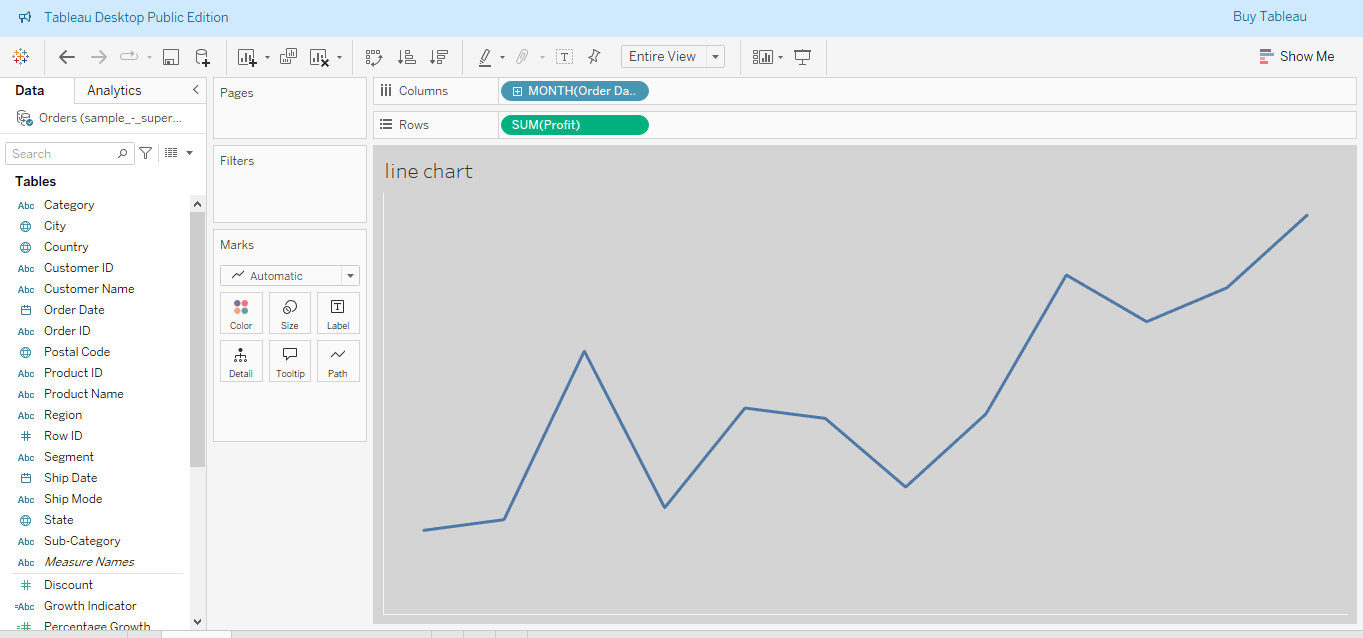 Tableau Desktop Public Edition
Buy Tableau
Entire View
Show Me
Data
Analytics
Orders (sample_-_super...
Search
Tables
Abc Category
City
Country
Abc Customer ID
Abc Customer Name
Order Date
Abc Order ID
Postal Code
Abc Product ID
Abc Product Name
Abc Region
# Row ID
Abc Segment
Ship Date
Abc Ship Mode
State
Abc Sub-Category
Abc Measure Names
# Discount
=Abc Growth Indicator
=# Percentage Growth
Pages
Filters
Marks
Automatic
Color
Size
T
Label
Detail
Tooltip
Path
Columns
MONTH(Order Da..
Rows
SUM(Profit)
line chart